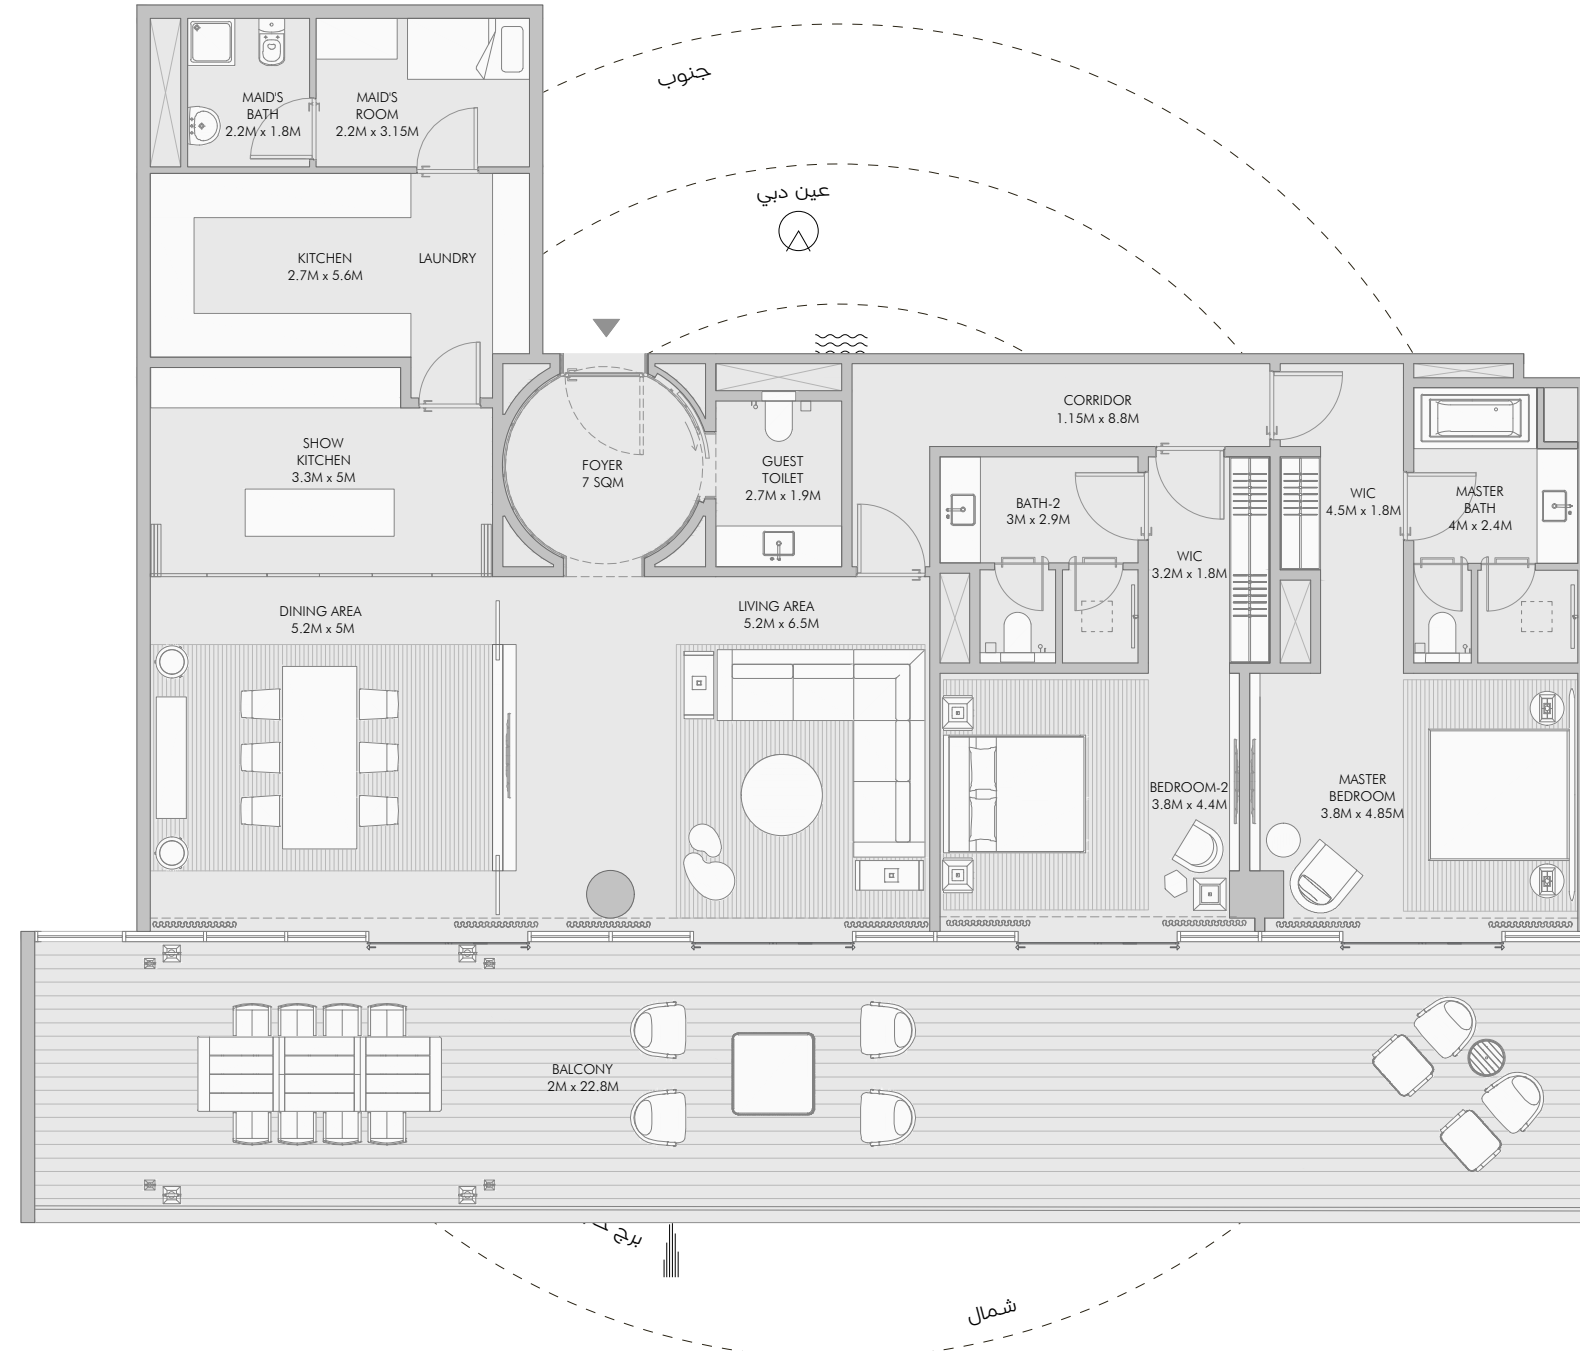 جنوب
عين دبي
MAID'S
BATH
2.2M x 1.8M
MAID'S
ROOM
2.2M x 3.15M
KITCHEN
2.7M x 5.6M
LAUNDRY
SHOW
KITCHEN
3.3M x 5M
FOYER
7 SQM
GUEST
TOILET
2.7M x 1.9M
CORRIDOR
1.15M x 8.8M
BATH-2
3M x 2.9M
WIC
3.2M x 1.8M
WIC
4.5M x 1.8M
MASTER
BATH
4M x 2.4M
DINING AREA
5.2M x 5M
LIVING AREA
5.2M x 6.5M
BEDROOM-2
3.8M x 4.4M
MASTER
BEDROOM
3.8M x 4.85M
BALCONY
2M x 22.8M
برج
شمال